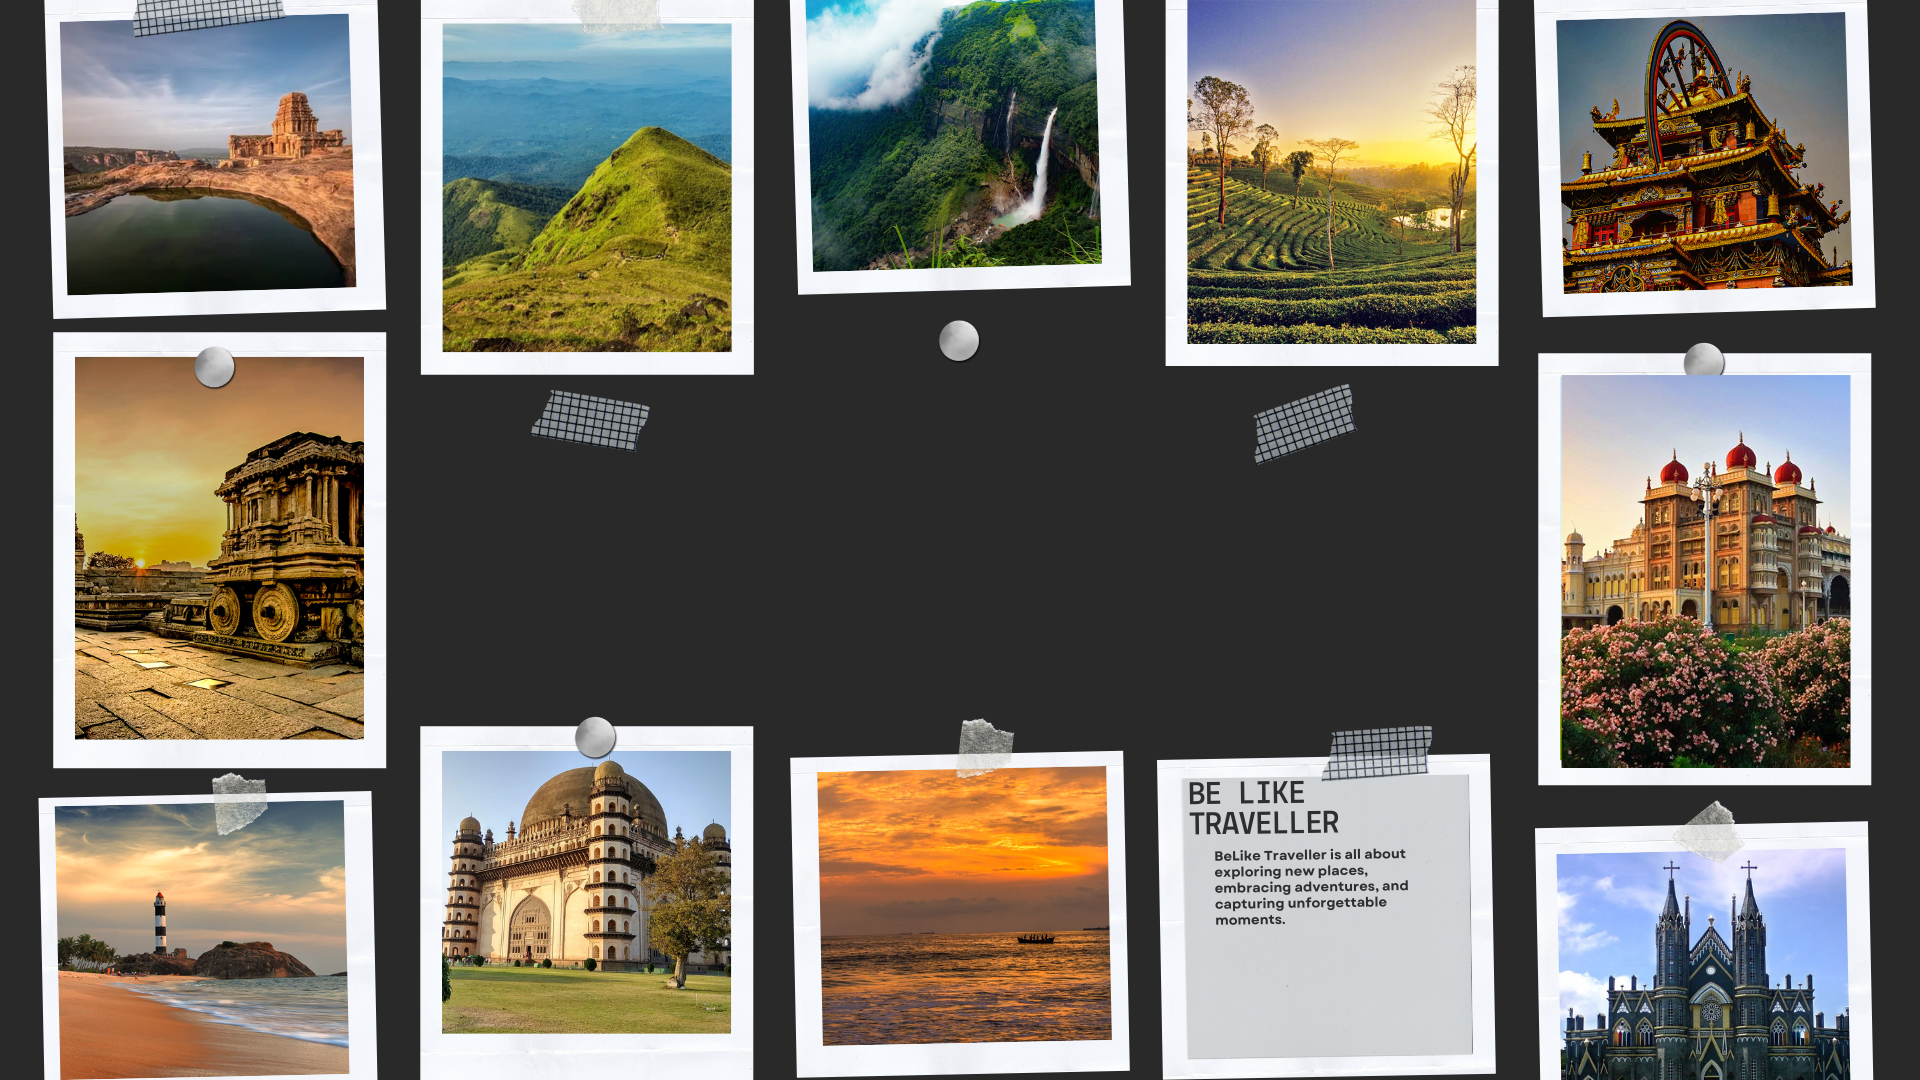 BE LIKE
TRAVELLER
BeLike Traveller is all about
exploring new places,
embracing adventures, and
capturing unforgettable
moments.